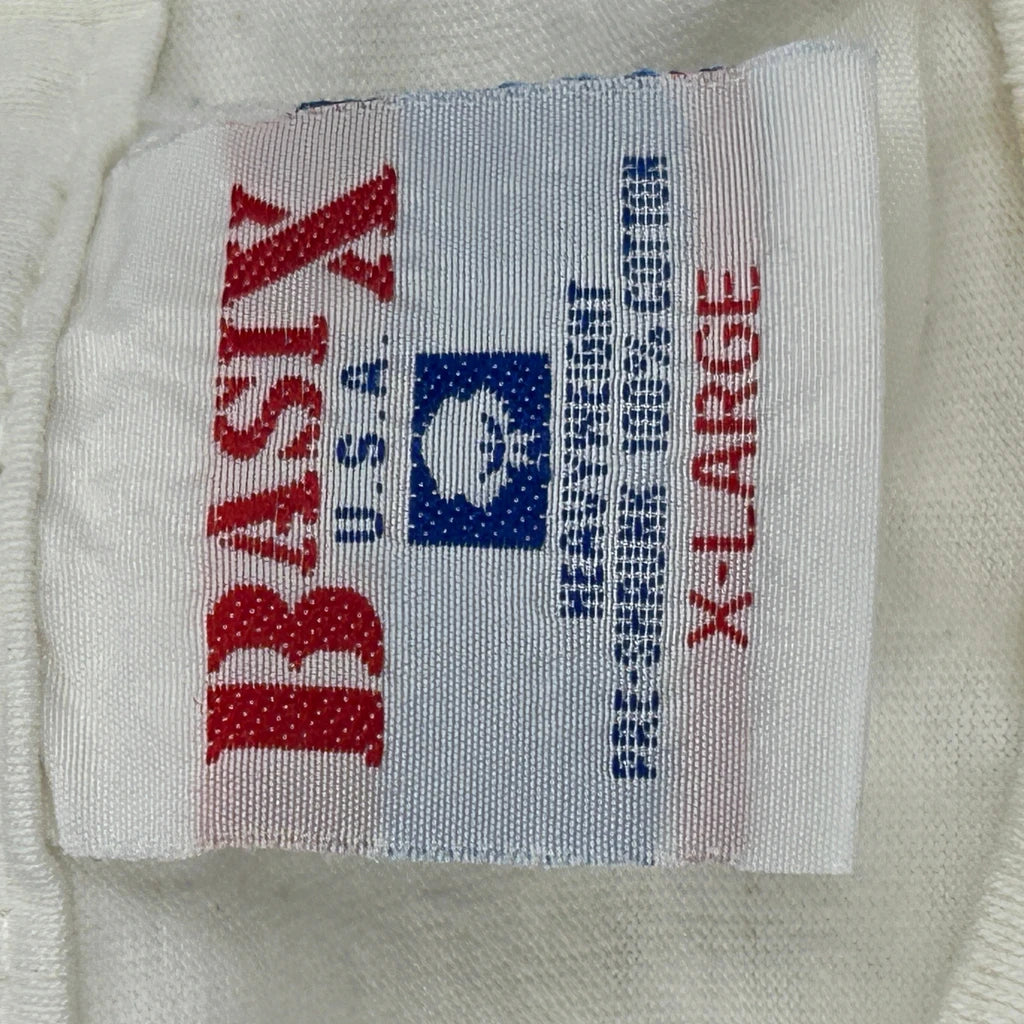 BASIX
U.S.A.
HEAVYWEIGHT
PRE-SHRUNK 100% COTTON
X-LARGE